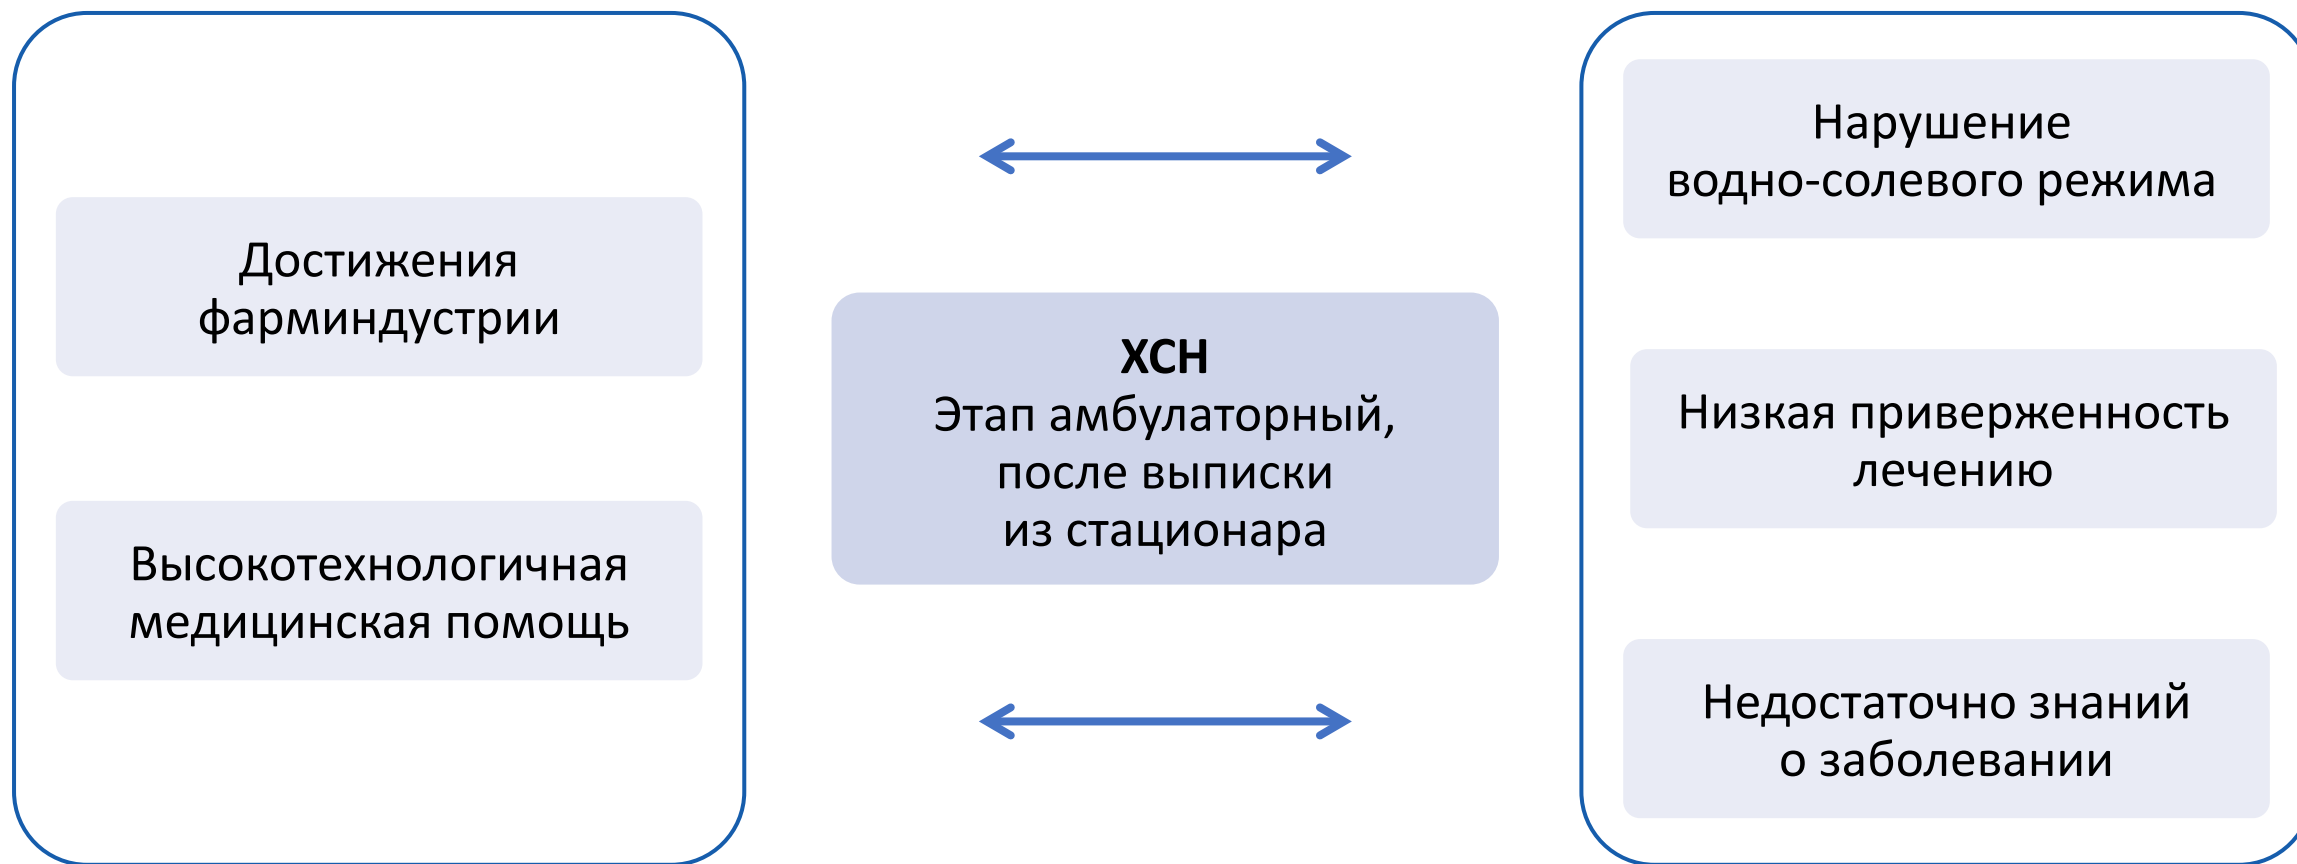 Достижения
фарминдустрии
Высокотехнологичная
медицинская помощь
ХСН
Этап амбулаторный,
после выписки
из стационара
Нарушение
водно-солевого режима
Низкая приверженность
лечению
Недостаточно знаний
о заболевании